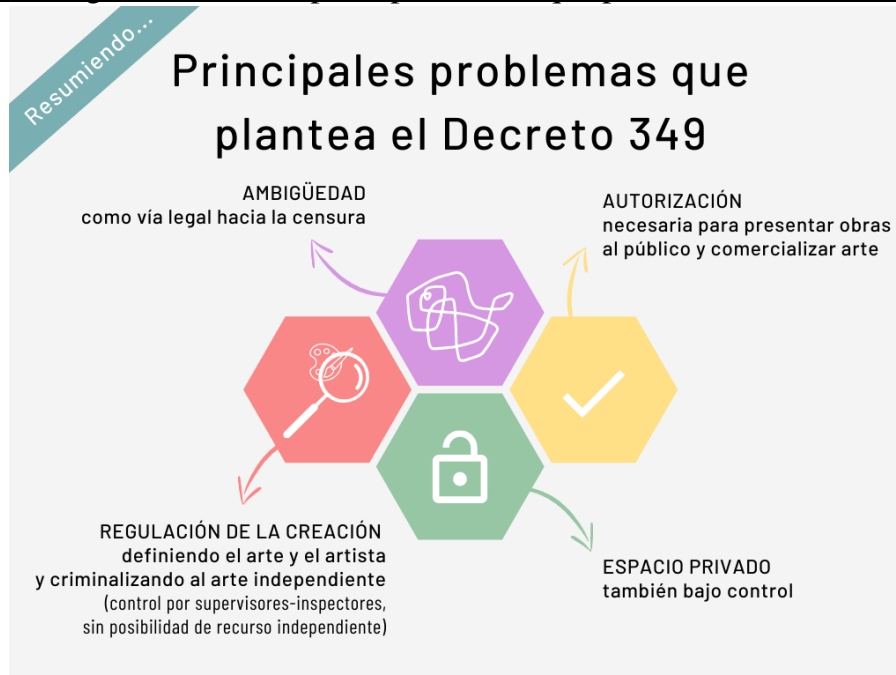 Resumiendo...
Principales problemas que
plantea el Decreto 349
AMBIGÜEDAD
como vía legal hacia la censura
AUTORIZACIÓN
necesaria para presentar obras
al público y comercializar arte
REGULACIÓN DE LA CREACIÓN
definiendo el arte y el artista
y criminalizando al arte independiente
(control por supervisores-inspectores,
sin posibilidad de recurso independiente)
ESPACIO PRIVADO
también bajo control